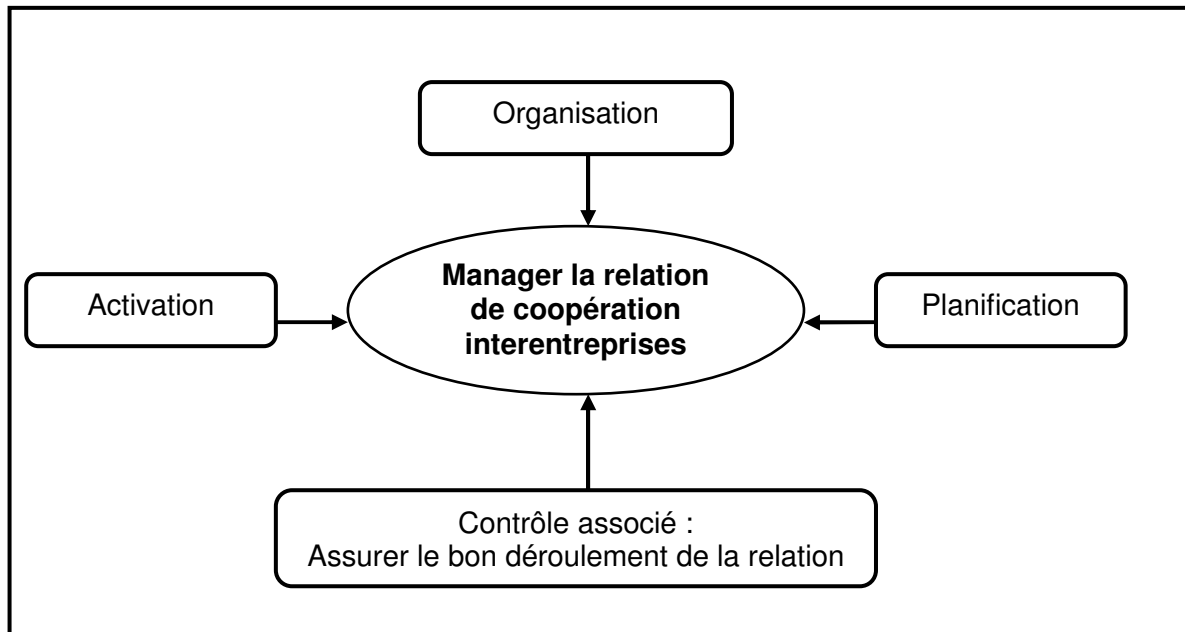 Organisation
Activation
Manager la relation
de coopération
interentreprises
Planification
Contrôle associé :
Assurer le bon déroulement de la relation